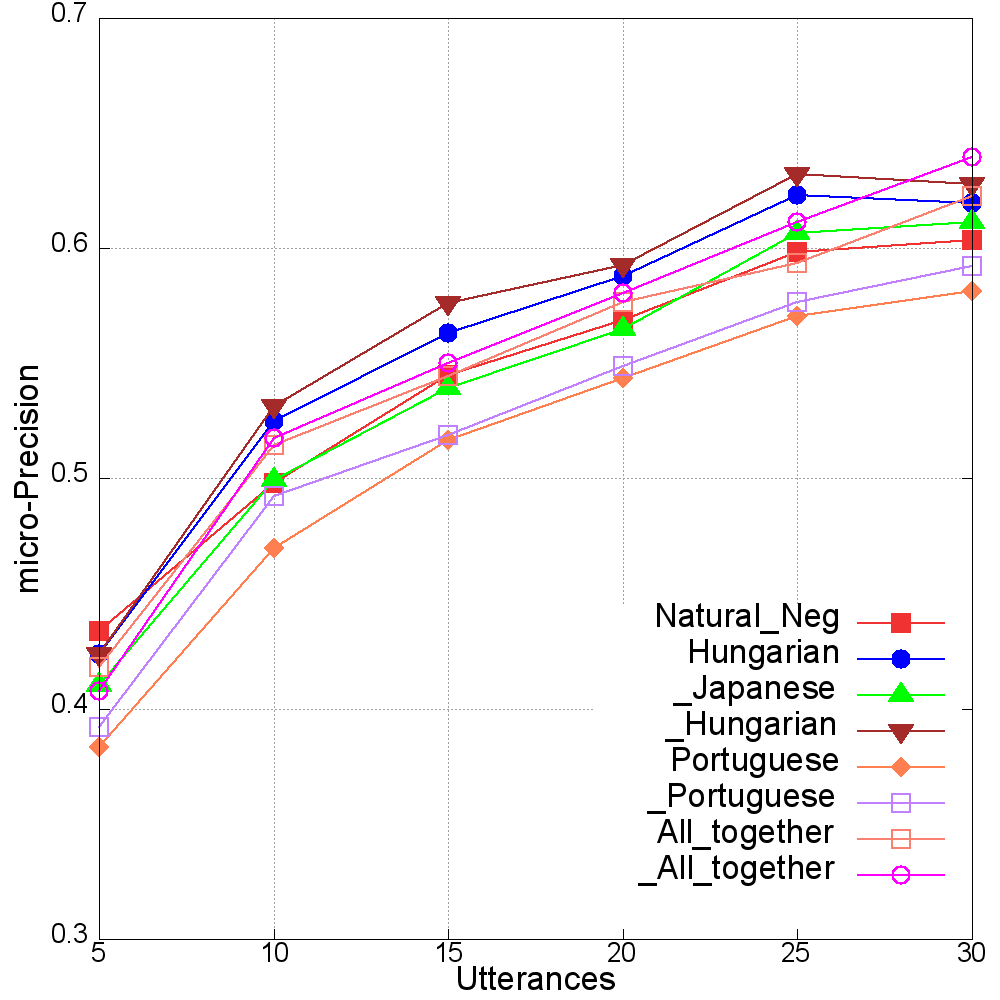 0.7
0.6
0.5
0.4
0.3
micro-Precision
Natural_Neg
Hungarian
_Japanese
_Hungarian
Portuguese
_Portuguese
All_together
_All_together
5 10 15 20 25 30
Utterances